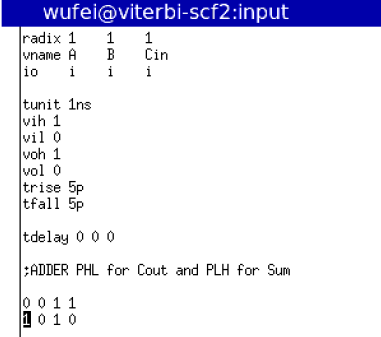 wufei@viterbi-scf2:input
radix 1 1 1
vname A B Cin
io i i i
tunit 1ns
vih 1
vil 0
voh 1
vol 0
trise 5p
tfall 5p
tdelay 0 0 0
;ADDER PHL for Cout and PLH for Sum
0 0 1 1
1 0 1 0